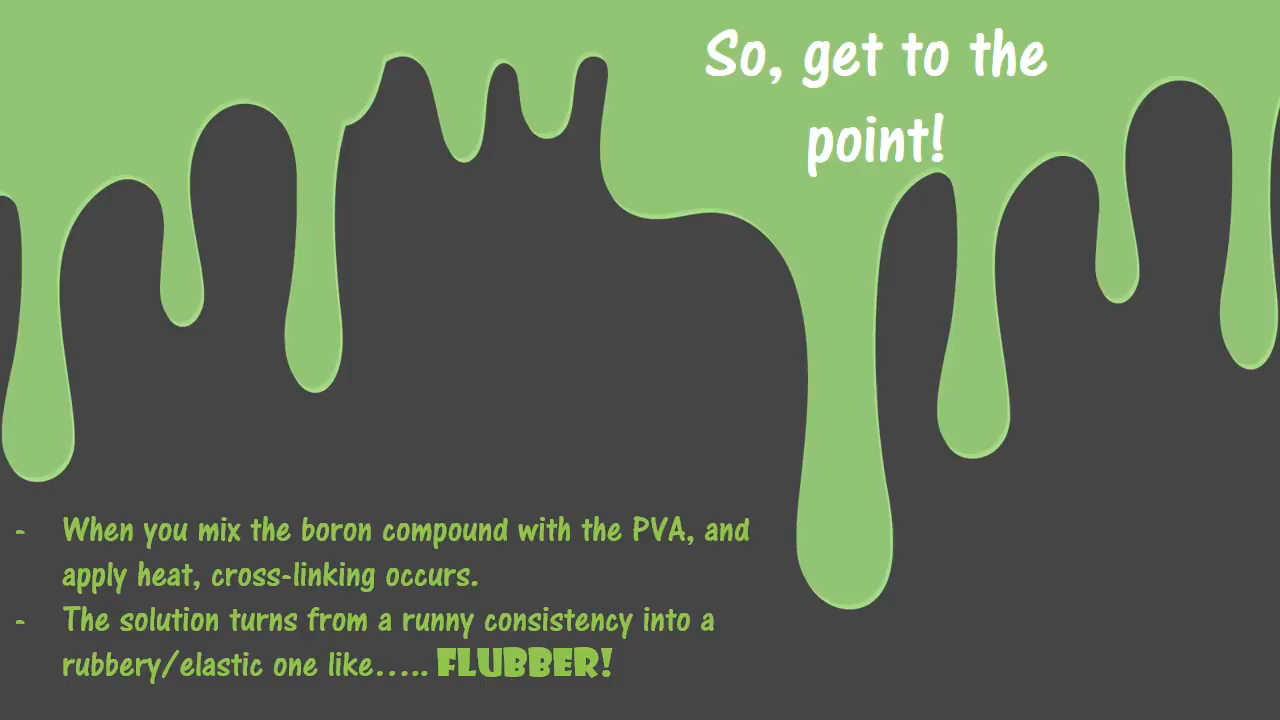 So, get to the
point!
- When you mix the boron compound with the PVA, and
apply heat, cross-linking occurs.
- The solution turns from a runny consistency into a
rubbery/elastic one like..... FLUBBER!